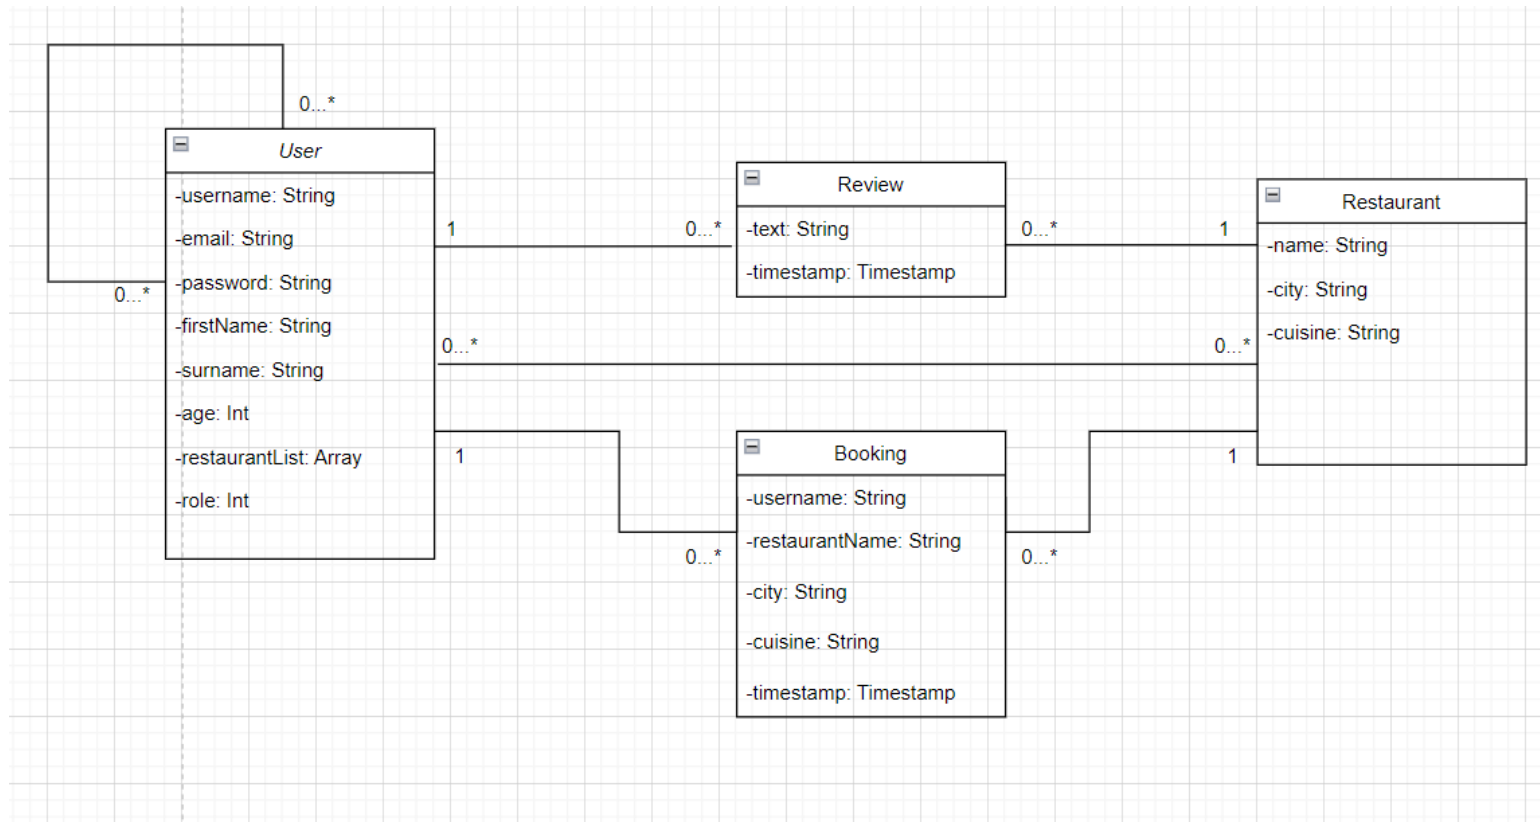 0...*
User
-username: String
-email: String
-password: String
-firstName: String
-surname: String
-age: Int
-restaurantList: Array
-role: Int
0...*
1
0...*
Review
-text: String
-timestamp: Timestamp
0...*
1
Restaurant
-name: String
-city: String
-cuisine: String
0...*
0...*
1
0...*
Booking
-username: String
-restaurantName: String
-city: String
-cuisine: String
-timestamp: Timestamp
0...*
1